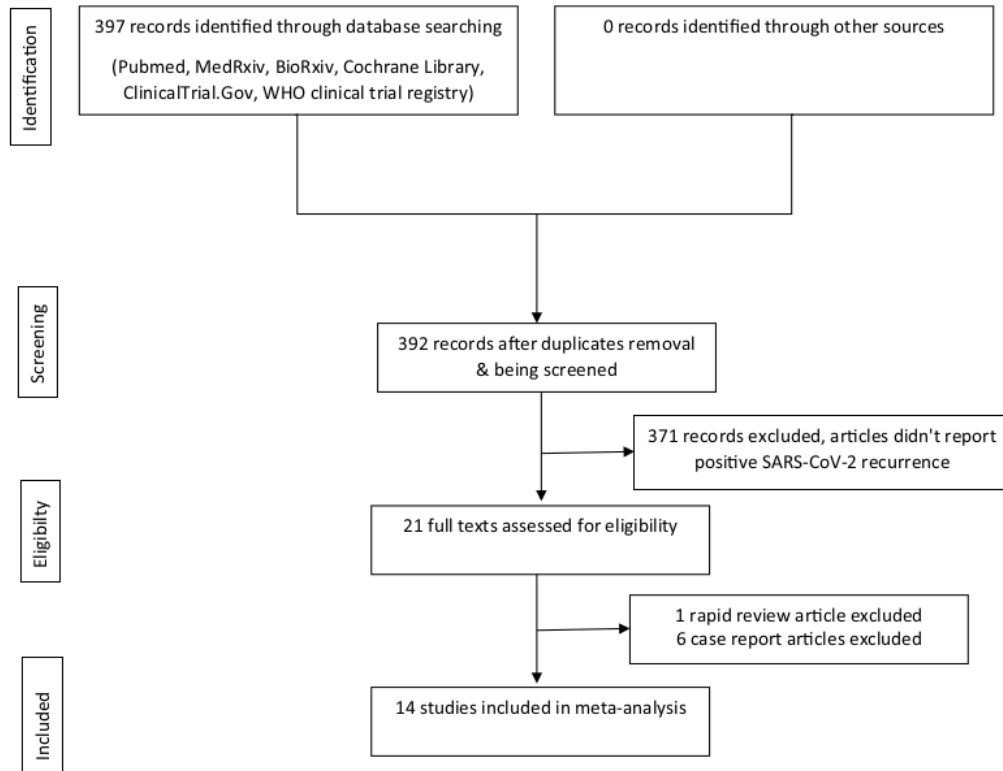 Identification
397 records identified through database searching
(Pubmed, MedRxiv, BioRxiv, Cochrane Library,
ClinicalTrial.Gov, WHO clinical trial registry)
0 records identified through other sources
Screening
392 records after duplicates removal
& being screened
371 records excluded, articles didn't report
positive SARS-CoV-2 recurrence
Eligibilty
21 full texts assessed for eligibility
1 rapid review article excluded
6 case report articles excluded
Included
14 studies included in meta-analysis